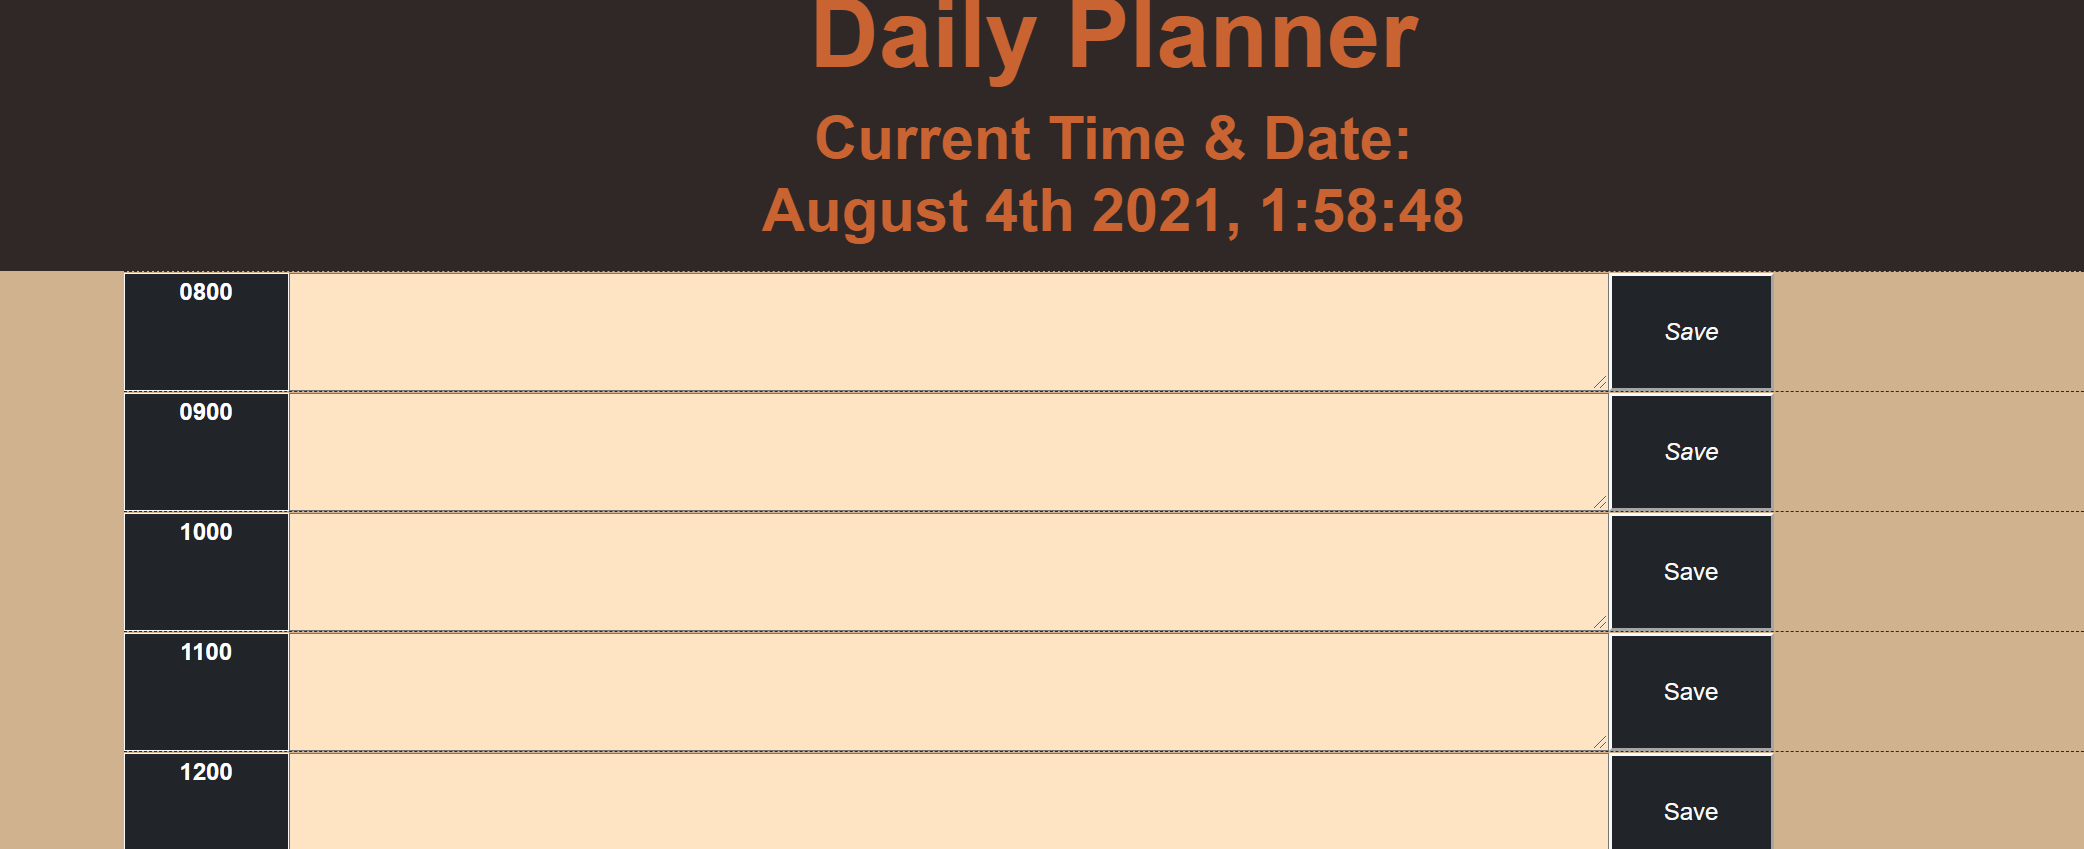 Daily Planner
Current Time & Date:
August 4th 2021, 1:58:48
0800
Save
0900
Save
1000
Save
1100
Save
1200
Save